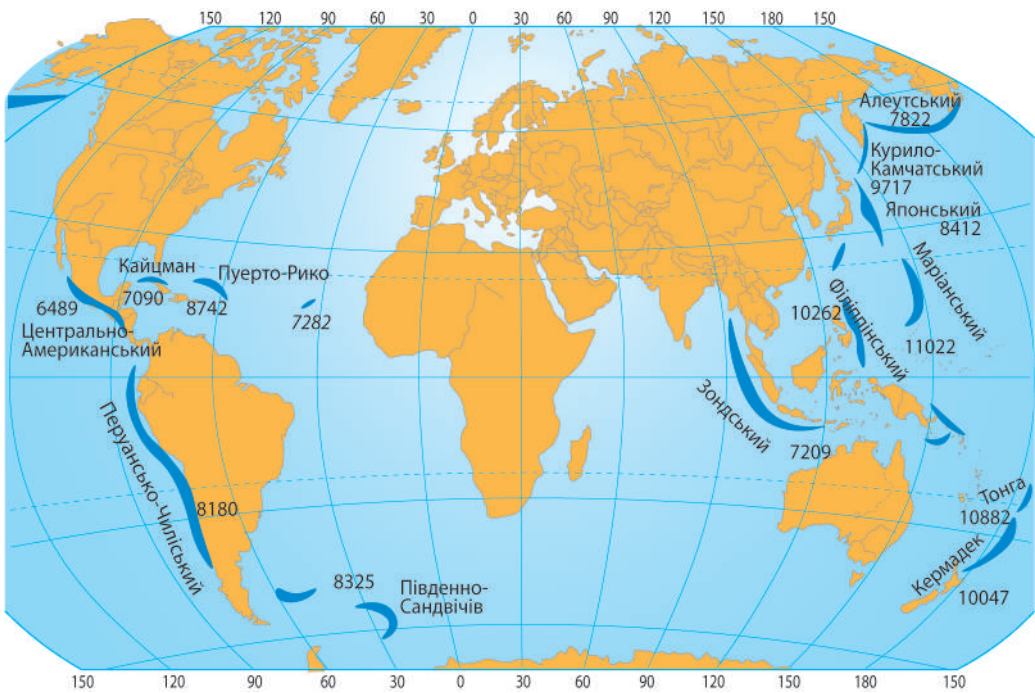 150 120 90 60 30 0 30 60 90 120 150 180 150
Алеутський
7822
Курило-
Камчатський
9717
Японський
8412
Маріанський
11022
Філіппінський
10262
Кайцман
7090
Пуерто-Рико
8742
7282
6489
Центрально-
Американський
Зондський
7209
Перуансько-Чиліський
8180
Тонга
10882
Кермадек
10047
8325
Південно-
Сандвічів
150 120 90 60 30 0 30 60 90 120 150 180 150